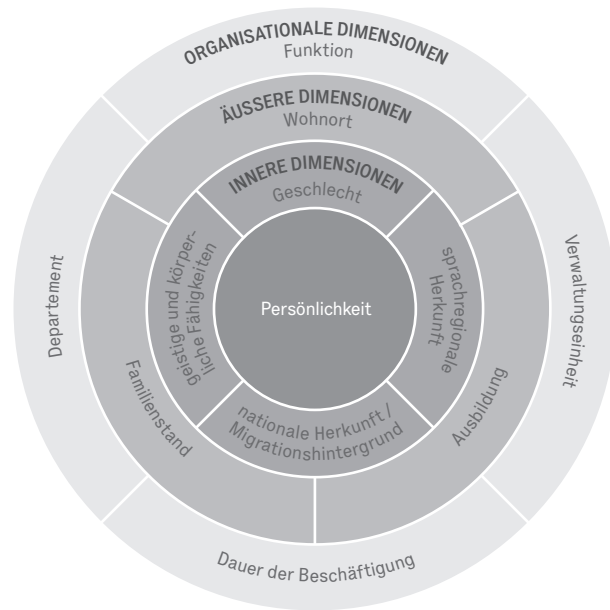 ORGANISATIONALE DIMENSIONEN
Funktion
ÄUSSERE DIMENSIONEN
Wohnort
INNERE DIMENSIONEN
Geschlecht
Departement
geistige und körper-
liche Fähigkeiten
Persönlichkeit
sprachregionale
Herkunft
Verwaltungseinheit
Familienstand
nationale Herkunft /
Migrationshintergrund
Ausbildung
Dauer der Beschäftigung